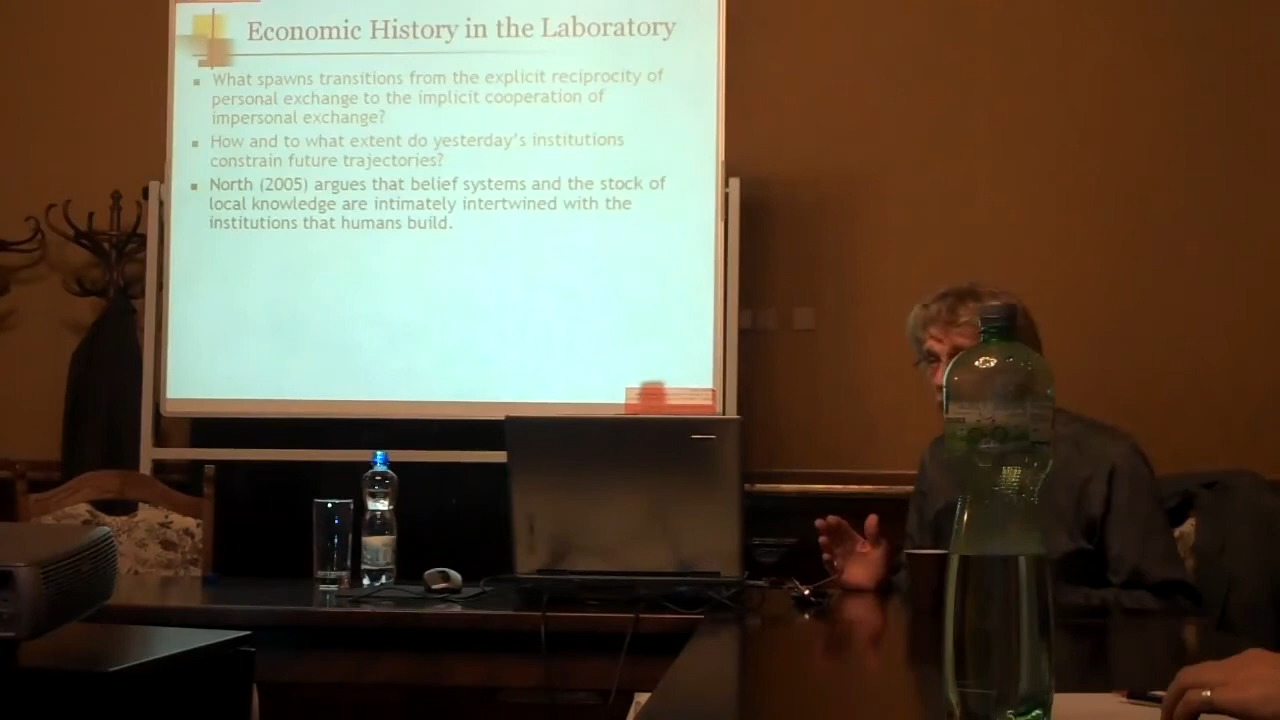 Economic History in the Laboratory
What spawns transitions from the explicit reciprocity of
personal exchange to the implicit cooperation of
impersonal exchange?
How and to what extent do yesterday's institutions
constrain future trajectories?
North (2005) argues that belief systems and the stock of
local knowledge are intimately intertwined with the
institutions that humans build.